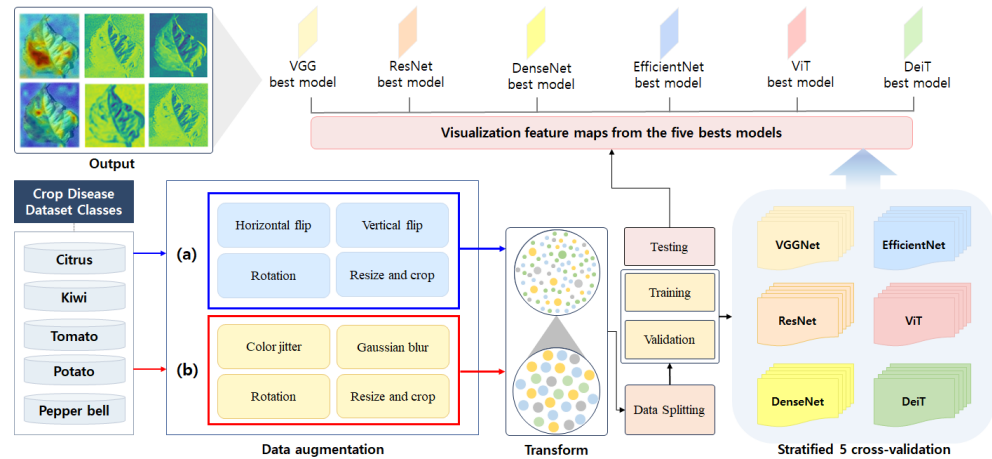 VGG
best model
ResNet
best model
DenseNet
best model
EfficientNet
best model
ViT
best model
DeiT
best model
Visualization feature maps from the five bests models
Output
Crop Disease
Dataset Classes
Citrus
Kiwi
Tomato
Potato
Pepper bell
(a)
Horizontal flip
Vertical flip
Rotation
Resize and crop
(b)
Color jitter
Gaussian blur
Rotation
Resize and crop
Data augmentation
Transform
Testing
Training
Validation
Data Splitting
VGGNet
EfficientNet
ResNet
ViT
DenseNet
DeiT
Stratified 5 cross-validation